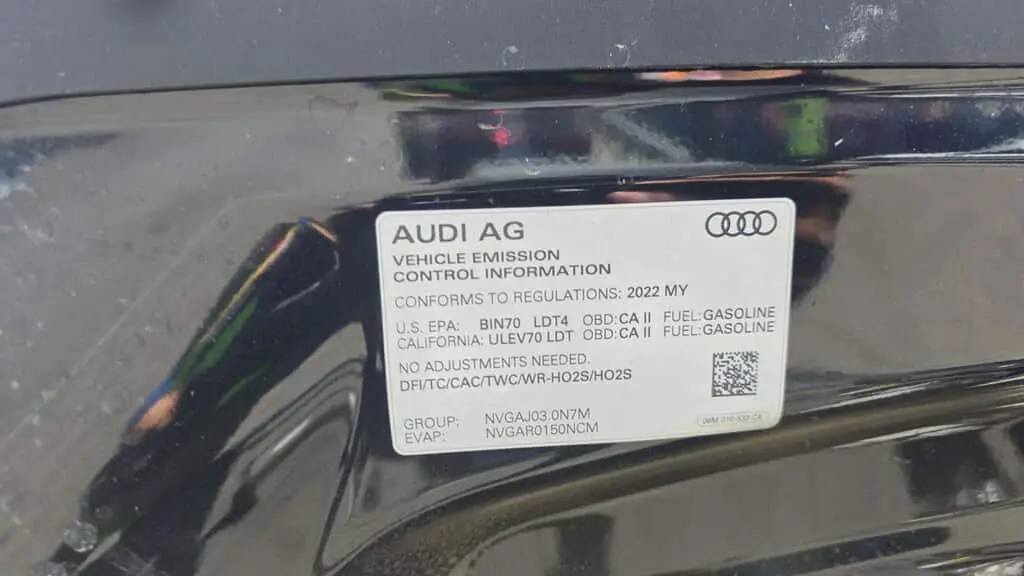 AUDI AG
VEHICLE EMISSION
CONTROL INFORMATION
CONFORMS TO REGULATIONS: 2022 MY
U.S. EPA: BIN70 LDT4 OBD:CA II FUEL:GASOLINE
CALIFORNIA: ULEV70 LDT OBD:CA II FUEL:GASOLINE
NO ADJUSTMENTS NEEDED.
DFI/TC/CAC/TWC/WR-HO2S/HO2S
GROUP: NVGAJ03.0N7M
EVAP: NVGAR0150NCM